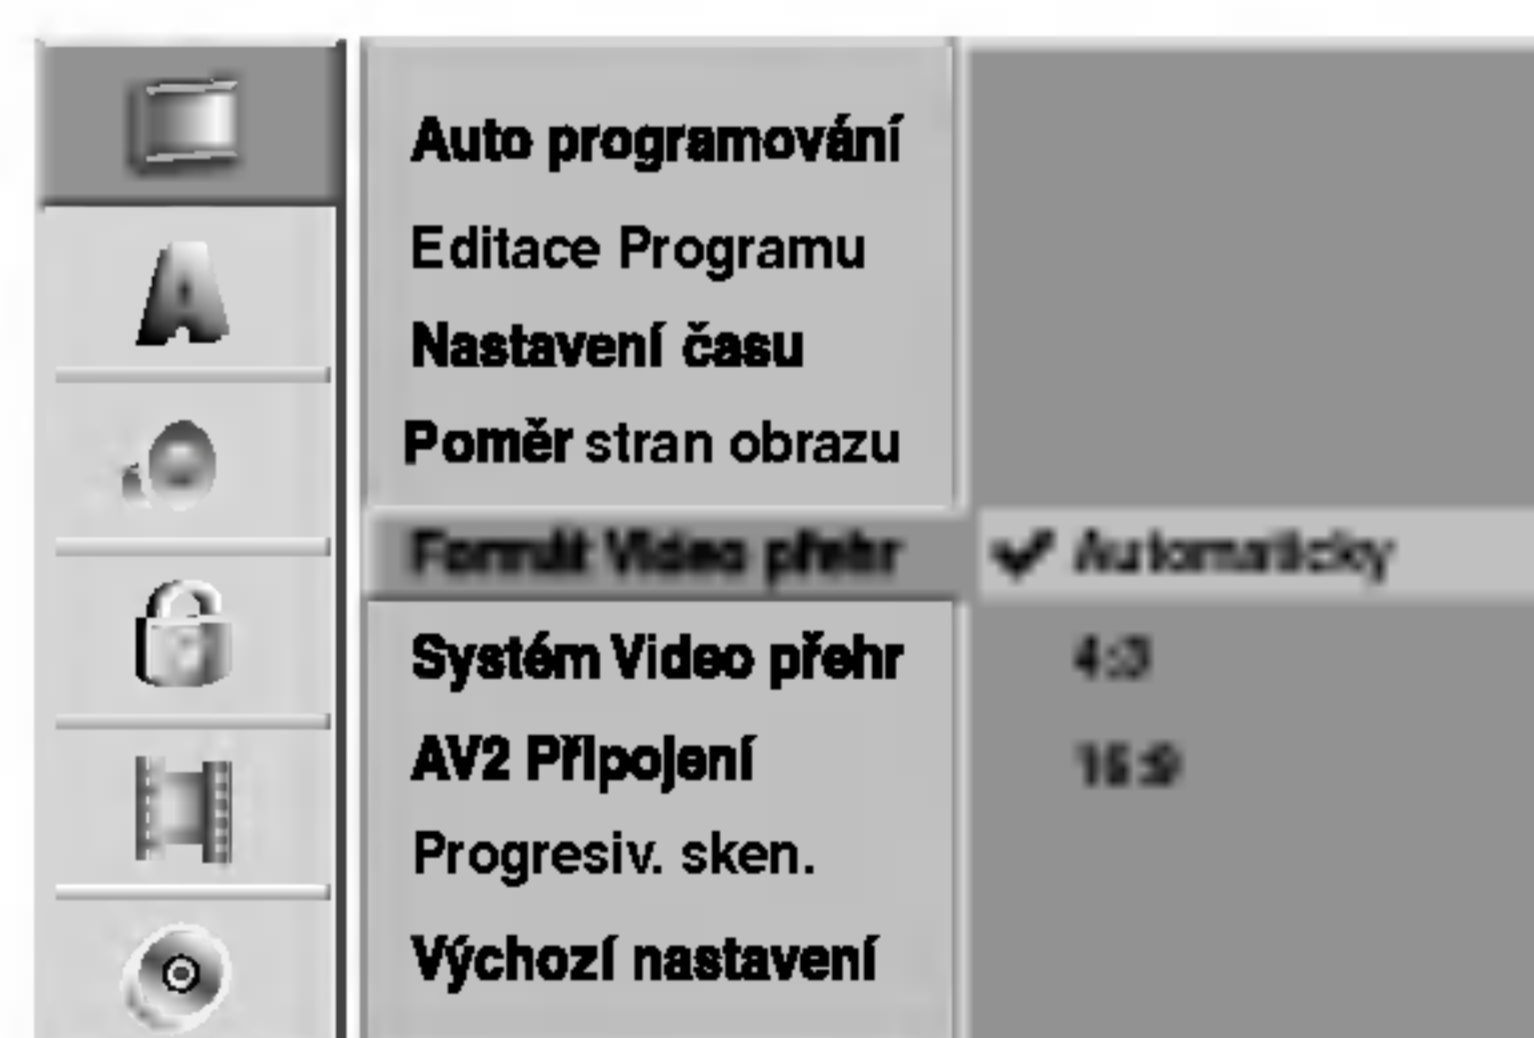 Auto programování
Editace Programu
Nastavení času
Poměr stran obrazu
Formát Video přehr
Automaticky
Systém Video přehr
4:3
AV2 Připojení
16:9
Progresiv. sken.
Výchozí nastavení